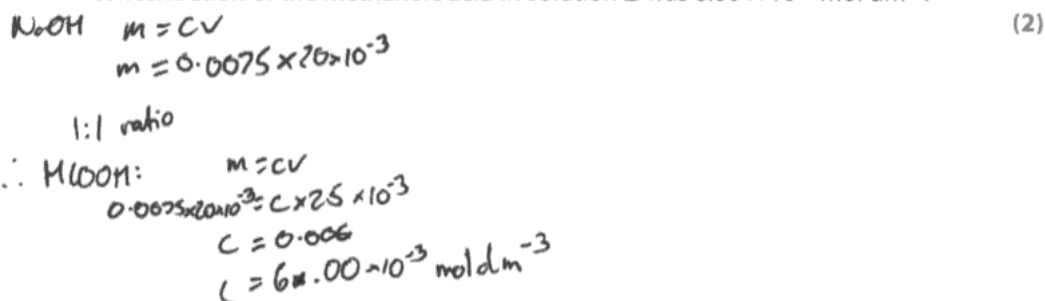 (2)
NaOH m = CV
m = 0.0075 × 20 × 10⁻³
1:1 ratio
∴ HCOOH: m = CV
0.0075×20×10⁻³ = C × 25 × 10⁻³
C = 0.006
C = 6.00 × 10⁻³ mol dm⁻³